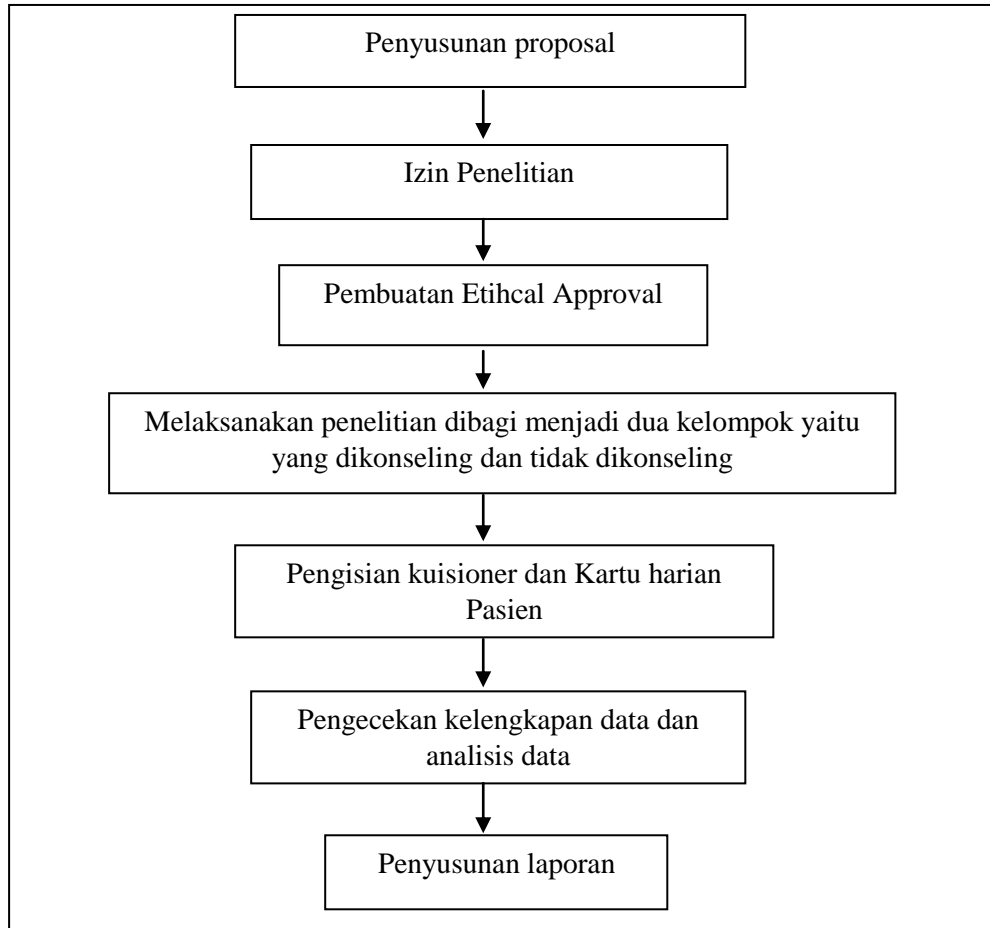 Penyusunan proposal
Izin Penelitian
Pembuatan Etihcal Approval
Melaksanakan penelitian dibagi menjadi dua kelompok yaitu
yang dikonseling dan tidak dikonseling
Pengisian kuisioner dan Kartu harian
Pasien
Pengecekan kelengkapan data dan
analisis data
Penyusunan laporan